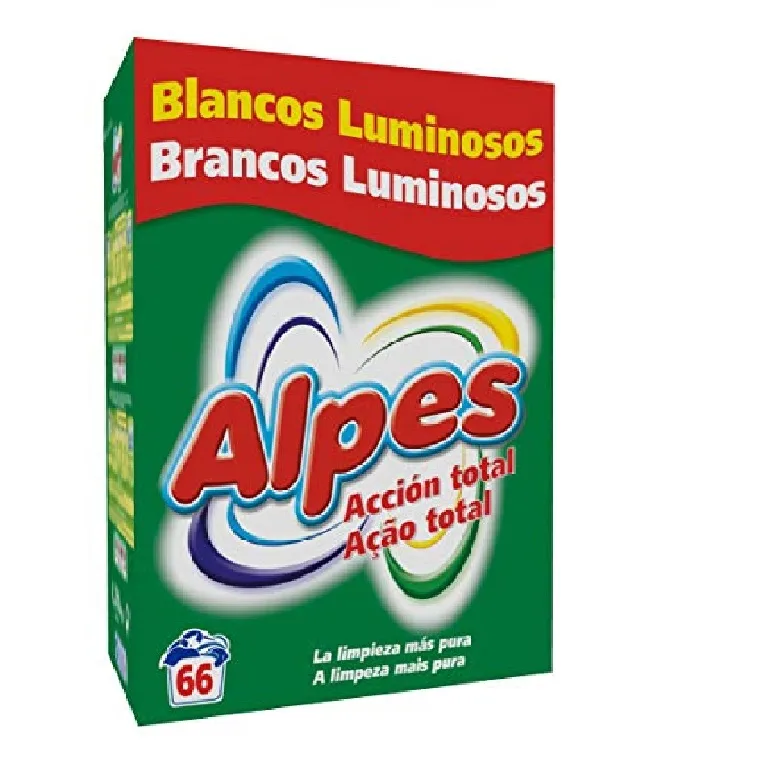 Blancos Luminosos
Brancos Luminosos
Alpes
Acción total
Ação total
La limpieza más pura
A limpeza mais pura
66